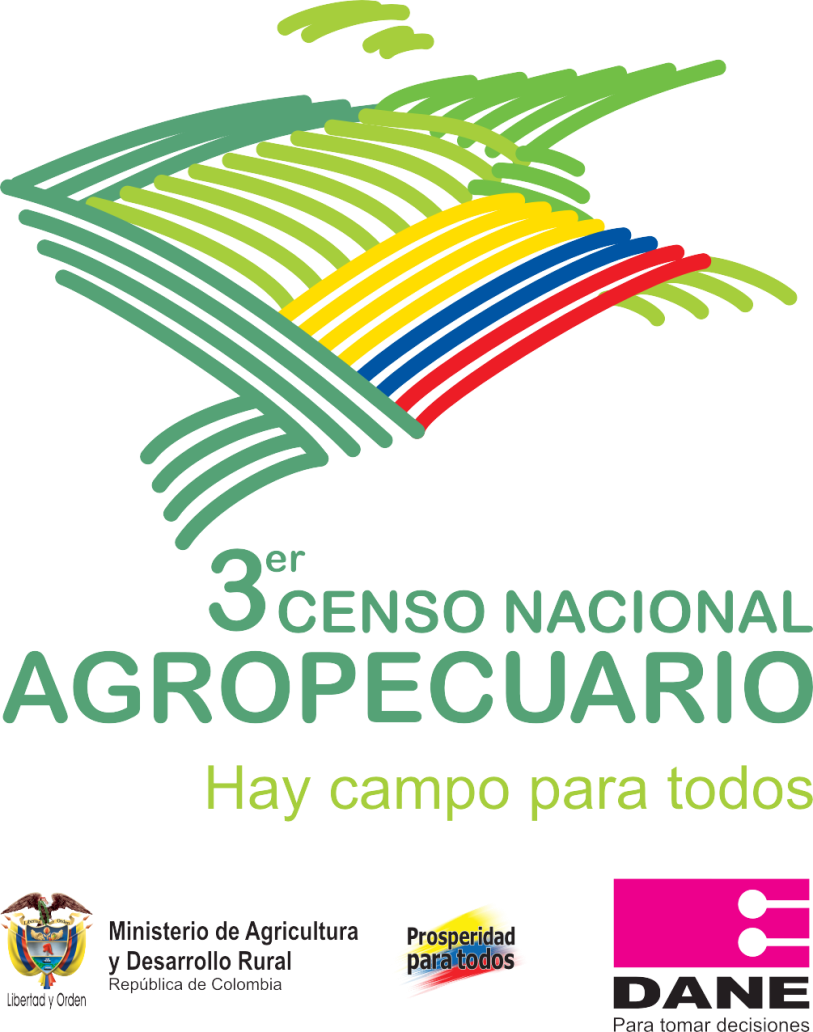 3er CENSO NACIONAL
AGROPECUARIO
Hay campo para todos
Libertad y Orden
Ministerio de Agricultura
y Desarrollo Rural
República de Colombia
Prosperidad
para todos
DANE
Para tomar decisiones